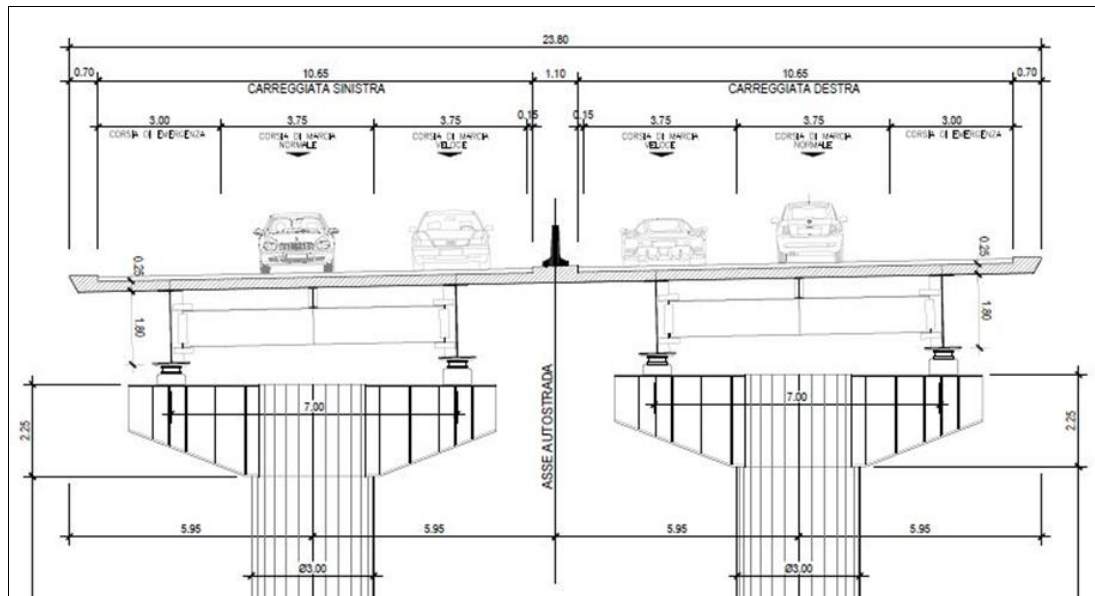 23.80
0.70 10.65 1.10 10.65 0.70
CARREGGIATA SINISTRA CARREGGIATA DESTRA
3.00 3.75 3.75 0.15 0.15 3.75 3.75 3.00
CORSIA DI EMERGENZA CORSIA DI MARCIA CORSIA DI MARCIA CORSIA DI MARCIA CORSIA DI MARCIA CORSIA DI EMERGENZA
NORMALE VELOCE VELOCE NORMALE
0.25 0.25
1.80 1.80
7.00 7.00
2.25 2.25
ASSE AUTOSTRADA
5.95 5.95 5.95 5.95
Ø3.00 Ø3.00